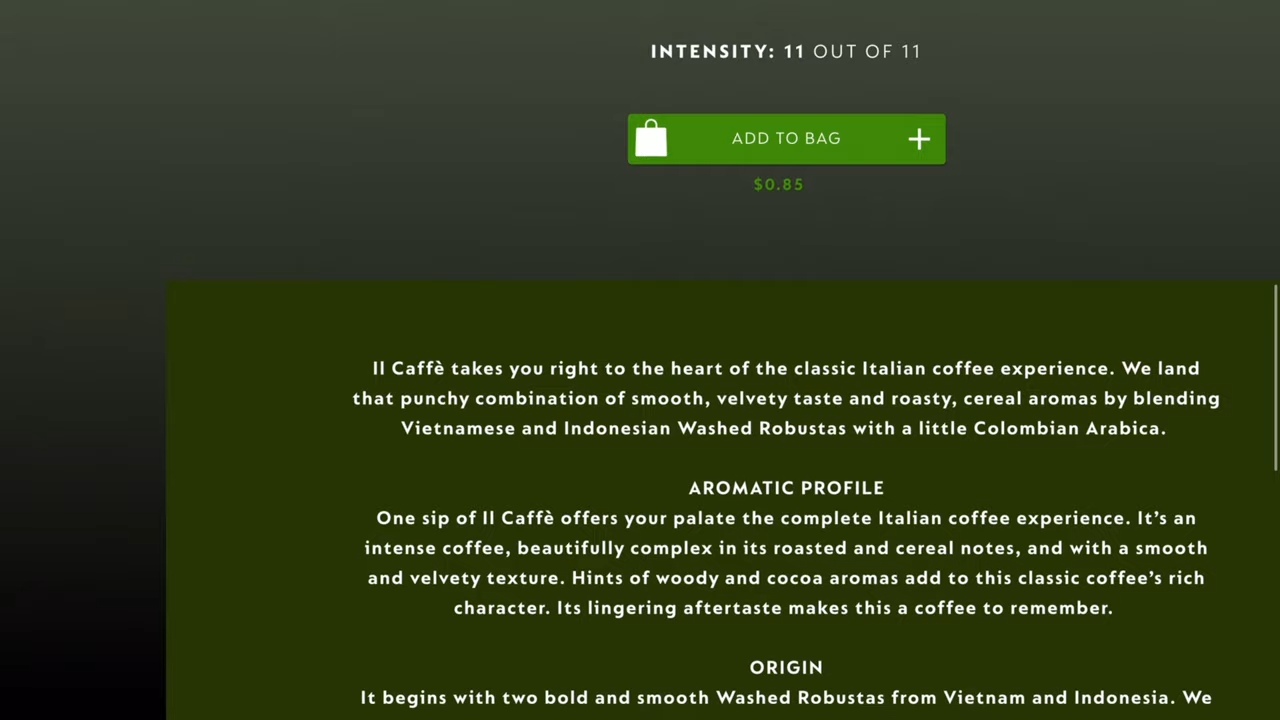 INTENSITY: 11 OUT OF 11
ADD TO BAG
$0.85
Il Caffè takes you right to the heart of the classic Italian coffee experience. We land
that punchy combination of smooth, velvety taste and roasty, cereal aromas by blending
Vietnamese and Indonesian Washed Robustas with a little Colombian Arabica.
AROMATIC PROFILE
One sip of Il Caffè offers your palate the complete Italian coffee experience. It’s an
intense coffee, beautifully complex in its roasted and cereal notes, and with a smooth
and velvety texture. Hints of woody and cocoa aromas add to this classic coffee’s rich
character. Its lingering aftertaste makes this a coffee to remember.
ORIGIN
It begins with two bold and smooth Washed Robustas from Vietnam and Indonesia. We